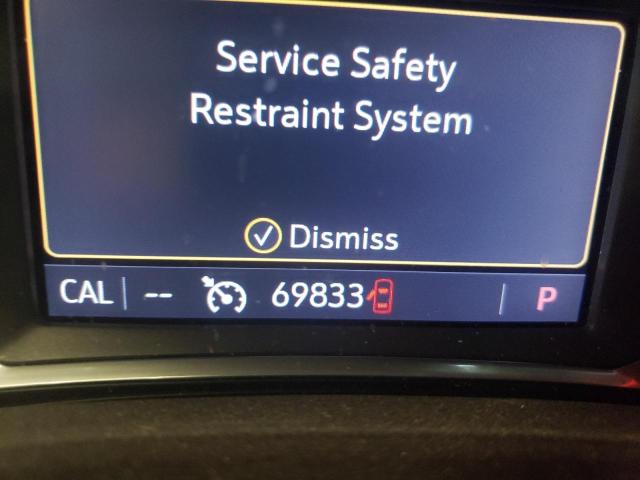 Service Safety
Restraint System
Dismiss
CAL -- 69833 P